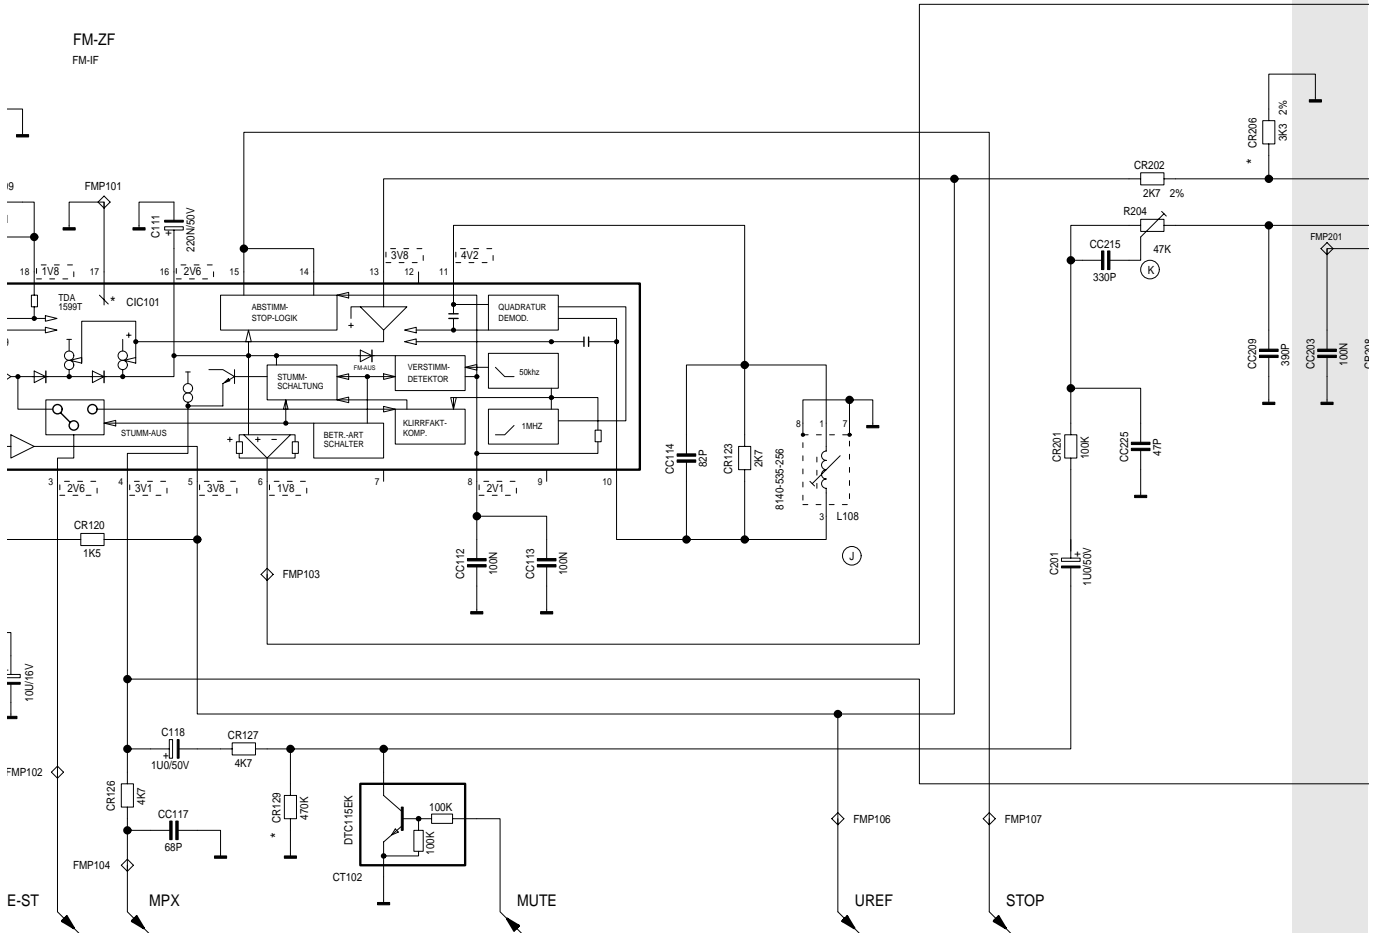 FM-ZF
FM-IF
CR206
3K3 2%
*
CR202
2K7 2%
R204
47K
K
CC215
330P
FMP201
FMP101
C111
+
220N/50V
3V8
4V2
18
1V8
17
16
2V6
15
14
13
12
11
TDA
1599T
*
CIC101
ABSTIMM-
STOP-LOGIK
QUADRATUR
DEMOD.
+
+
FM-AUS
STUMM-
SCHALTUNG
VERSTIMM-
DETEKTOR
50khz
1MHZ
STUMM-AUS
BETR.-ART
SCHALTER
KLIRRFAKT-
KOMP.
+ + −
3
2V6
4
3V1
5
3V8
6
1V8
7
8
2V1
9
10
CC114
82P
CR123
2K7
8140-535-256
8
1
7
3
L108
J
CC209
390P
CC203
100N
CR208
CR201
100K
CC225
47P
C201
+
1U0/50V
CR120
1K5
FMP103
CC112
100N
CC113
100N
10U/16V
C118
+
1U0/50V
CR127
4K7
FMP102
CR126
4K7
CC117
68P
CR129
470K
*
DTC115EK
100K
100K
CT102
FMP104
FMP106
FMP107
E-ST
MPX
MUTE
UREF
STOP